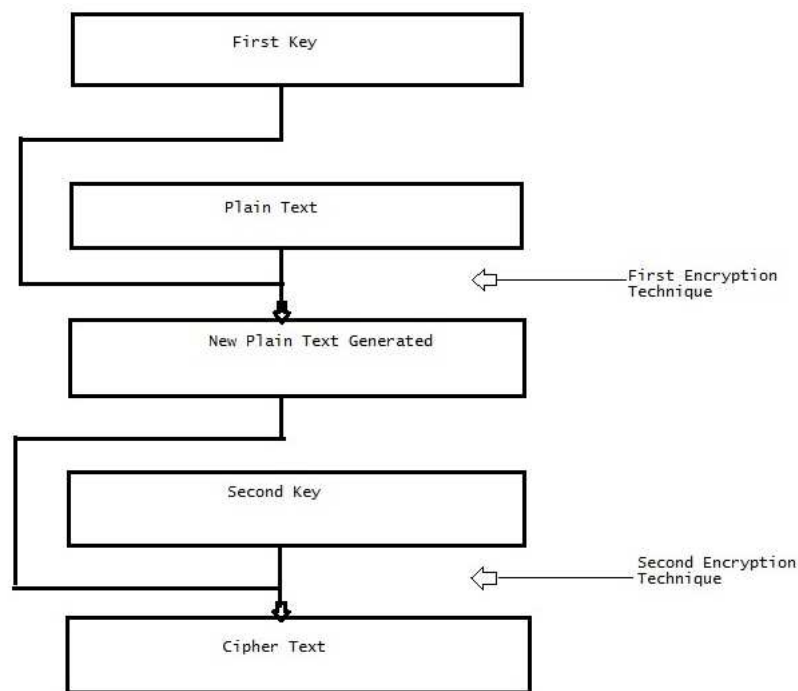 First Key
Plain Text
First Encryption
Technique
New Plain Text Generated
Second Key
Second Encryption
Technique
Cipher Text